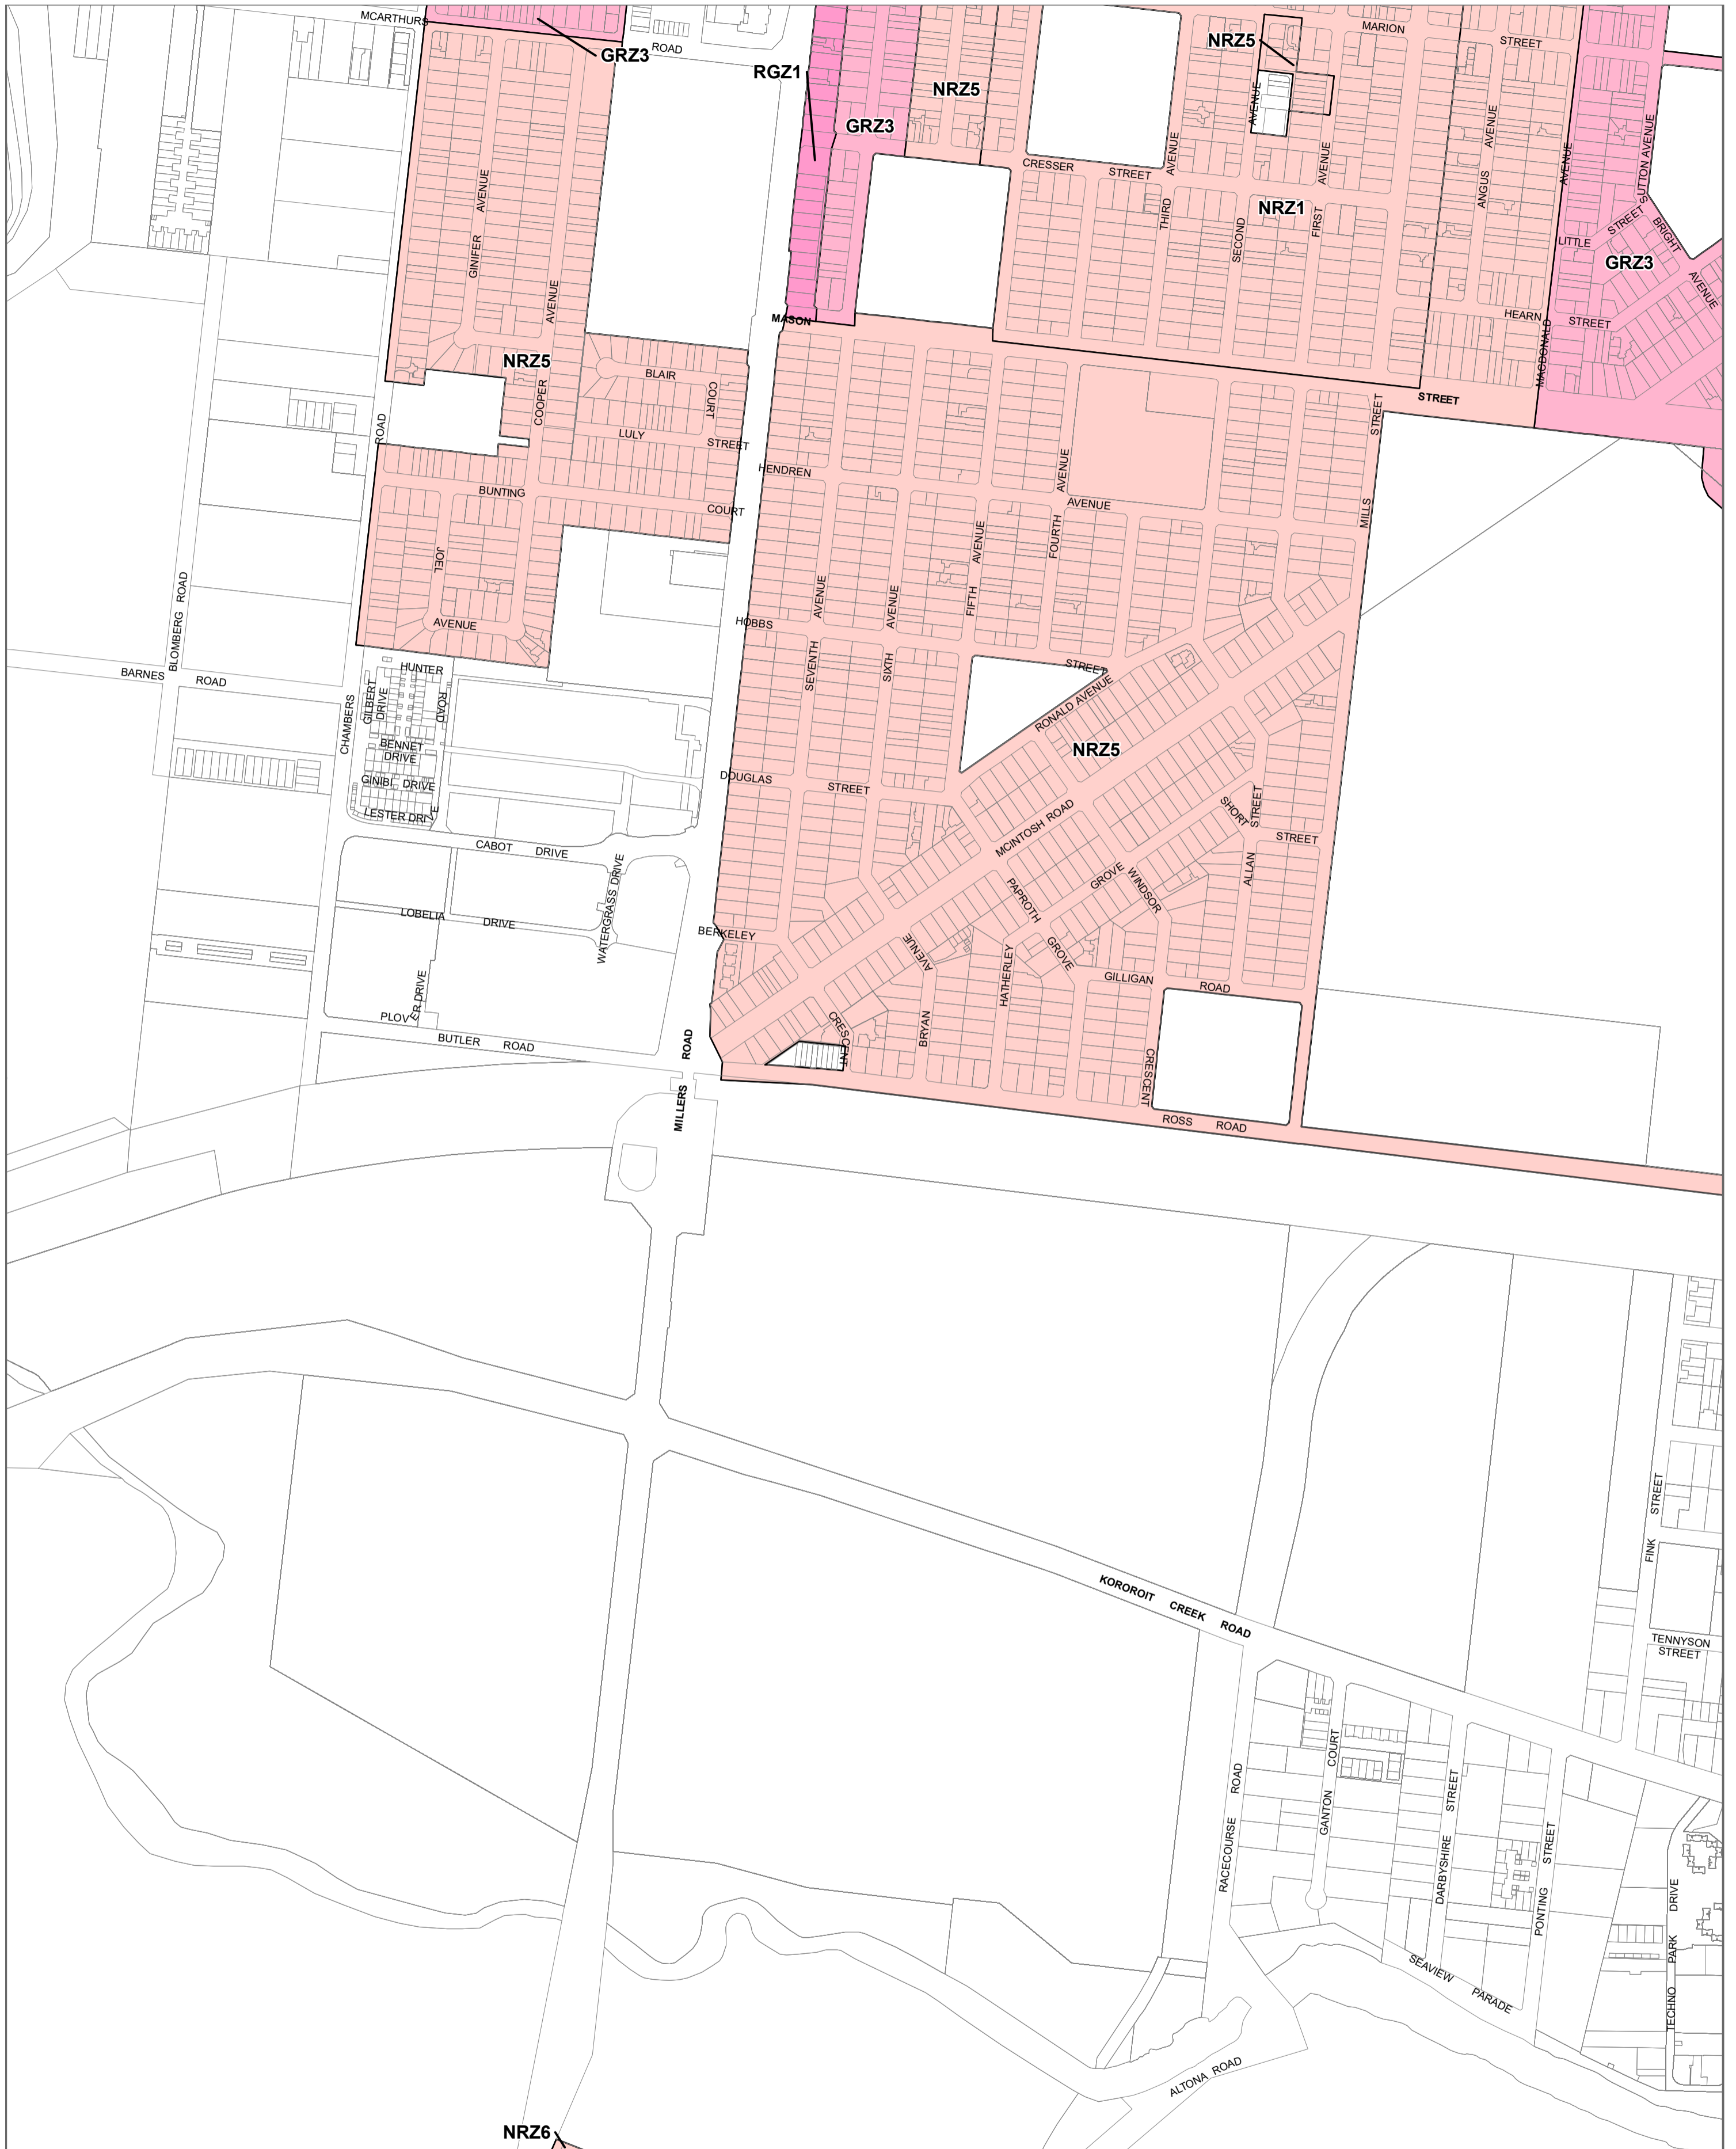 MCARTHURS
ROAD
GRZ3
RGZ1
GRZ3
NRZ5
NRZ5
MARION
STREET
AVENUE
AVENUE
AVENUE
AVENUE
AVENUE
SUTTON AVENUE
CRESSER
STREET
THIRD
SECOND
FIRST
NRZ1
ANGUS
LITTLE
STREET
BRIGHT
AVENUE
GRZ3
GINIFER
AVENUE
AVENUE
HEARN
STREET
MACDONALD
MASON
STREET
NRZ5
BLAIR
COURT
COOPER
LULY
STREET
ROAD
HENDREN
AVENUE
AVENUE
STREET
MILLS
BUNTING
COURT
JOEL
AVENUE
FOURTH
AVENUE
FIFTH
AVENUE
AVENUE
HOBBS
STREET
SEVENTH
SIXTH
BLOMBERG ROAD
BARNES
ROAD
CHAMBERS
HUNTER
ROAD
GILBERT
DRIVE
BENNET
DRIVE
GINIBI DRIVE
LESTER DRIVE
RONALD AVENUE
NRZ5
DOUGLAS
STREET
MCINTOSH ROAD
SHORT
STREET
STREET
ALLAN
CABOT DRIVE
WATERGRASS DRIVE
LOBELIA
DRIVE
PLOVER DRIVE
BUTLER ROAD
BERKELEY
CRESCENT
AVENUE
BRYAN
HATHERLEY
GROVE
PAPROTH
GROVE
WINDSOR
CRESCENT
GILLIGAN
ROAD
MILLERS
ROAD
ROSS ROAD
KOROROIT CREEK ROAD
FINK
STREET
TENNYSON
STREET
RACECOURSE
ROAD
GANTON
COURT
DARBYSHIRE
STREET
PONTING
STREET
SEAVIEW
PARADE
TECHNO PARK DRIVE
ALTONA ROAD
NRZ6